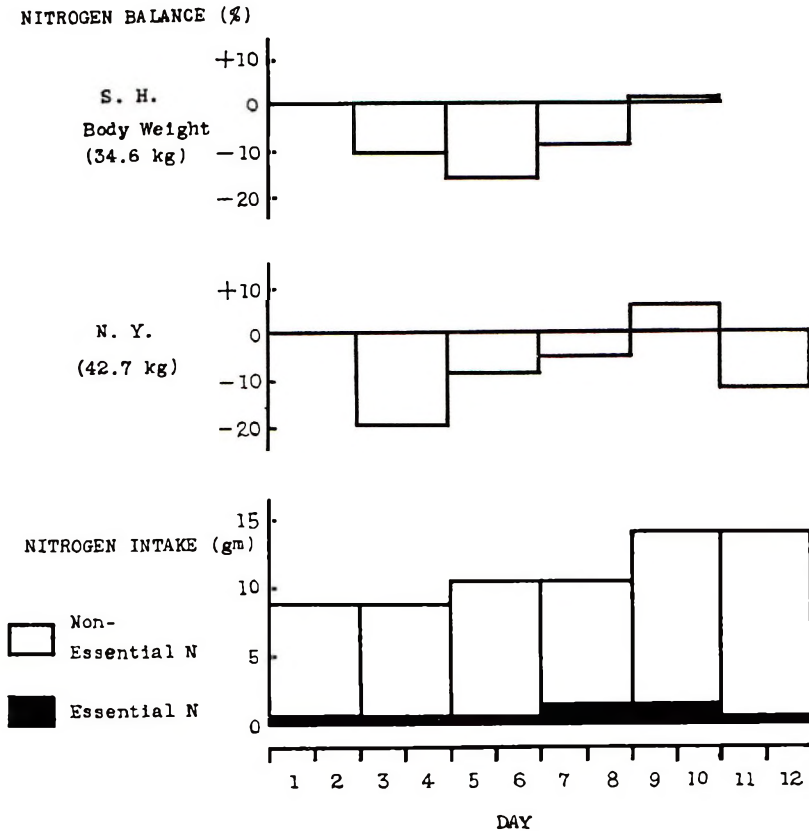 NITROGEN BALANCE (%)
+10
S. H.
0
Body Weight
(34.6 kg)
−10
−20
+10
N. Y.
0
(42.7 kg)
−10
−20
15
NITROGEN INTAKE (gm)
10
Non-
Essential N
5
Essential N
0
1 2 3 4 5 6 7 8 9 10 11 12
DAY